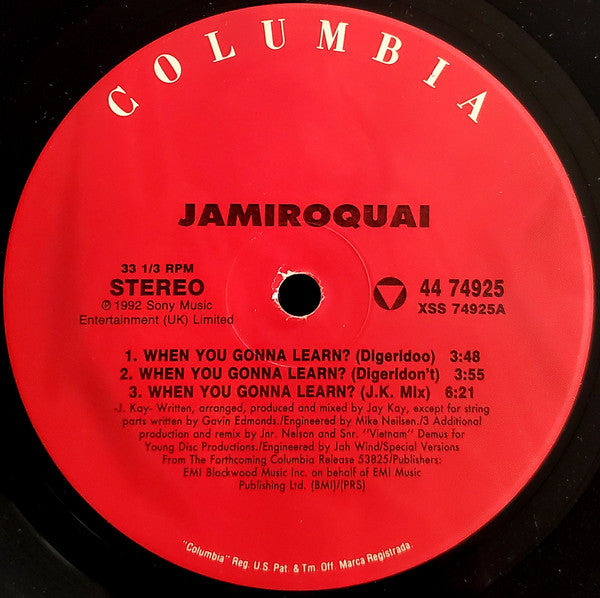 COLUMBIA
JAMIROQUAI
33 1/3 RPM
STEREO
℗ 1992 Sony Music
Entertainment (UK) Limited
44 74925
XSS 74925A
1. WHEN YOU GONNA LEARN? (Digeridoo) 3:48
2. WHEN YOU GONNA LEARN? (Digeridon't) 3:55
3. WHEN YOU GONNA LEARN? (J.K. Mix) 6:21
-J. Kay- Written, arranged, produced and mixed by Jay Kay, except for string
parts written by Gavin Edmonds./Engineered by Mike Neilsen./3 Additional
production and remix by Jnr. Nelson and Snr. "Vietnam" Demus for
Young Disc Productions./Engineered by Jah Wind/Special Versions
From The Forthcoming Columbia Release 53825/Publishers:
EMI Blackwood Music Inc. on behalf of EMI Music
Publishing Ltd. (BMI)/(PRS)
"Columbia" Reg. U.S. Pat. & Tm. Off. Marca Registrada.